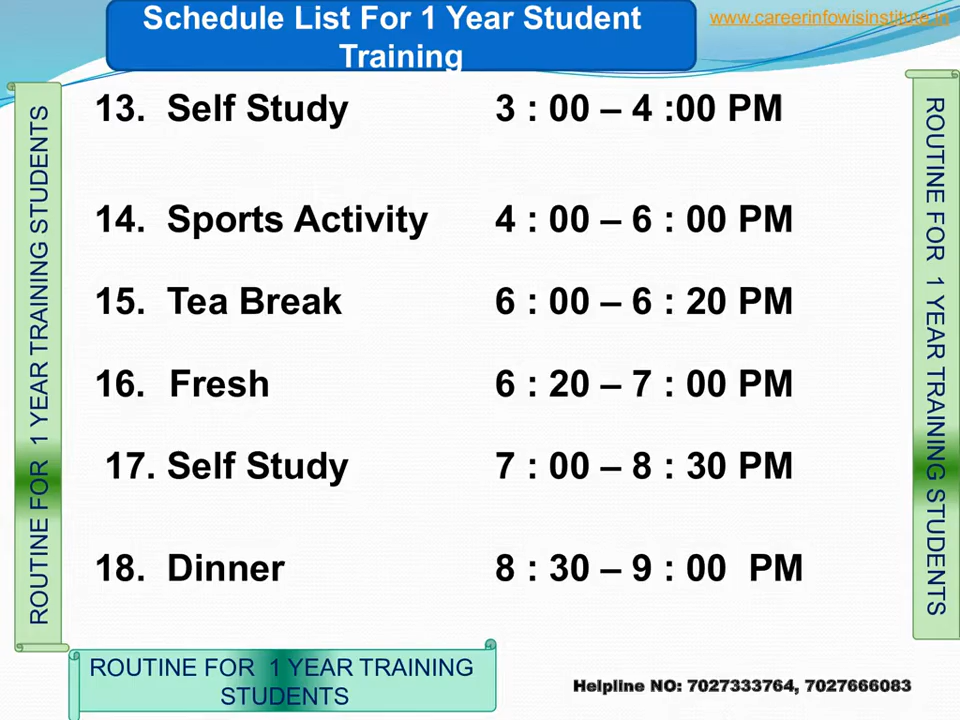 Schedule List For 1 Year Student
Training
www.careerinfowisinstitute.in
13. Self Study 3 : 00 – 4 :00 PM
14. Sports Activity 4 : 00 – 6 : 00 PM
15. Tea Break 6 : 00 – 6 : 20 PM
16. Fresh 6 : 20 – 7 : 00 PM
17. Self Study 7 : 00 – 8 : 30 PM
18. Dinner 8 : 30 – 9 : 00 PM
ROUTINE FOR 1 YEAR TRAINING STUDENTS
ROUTINE FOR 1 YEAR TRAINING STUDENTS
ROUTINE FOR 1 YEAR TRAINING
STUDENTS
Helpline NO: 7027333764, 7027666083